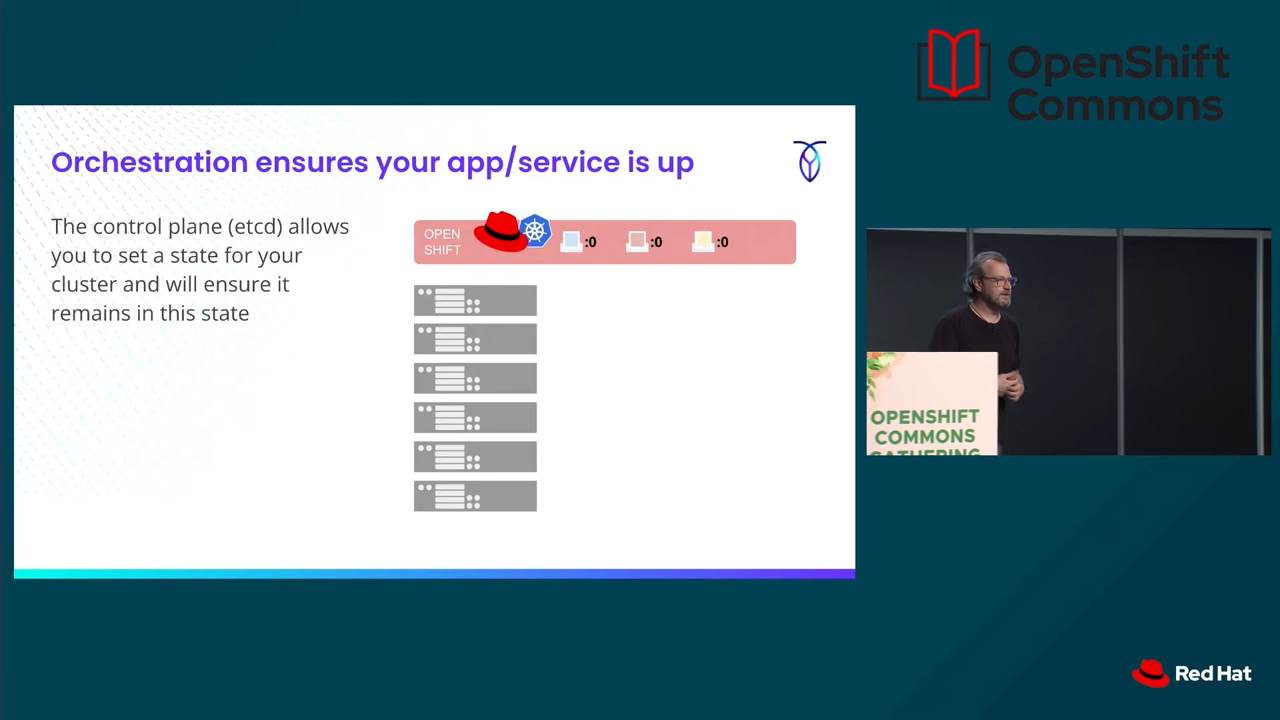 OpenShift
Commons
Orchestration ensures your app/service is up
The control plane (etcd) allows
you to set a state for your
cluster and will ensure it
remains in this state
OPEN
SHIFT
:0
:0
:0
OPENSHIFT
COMMONS
GATHERING
Red Hat